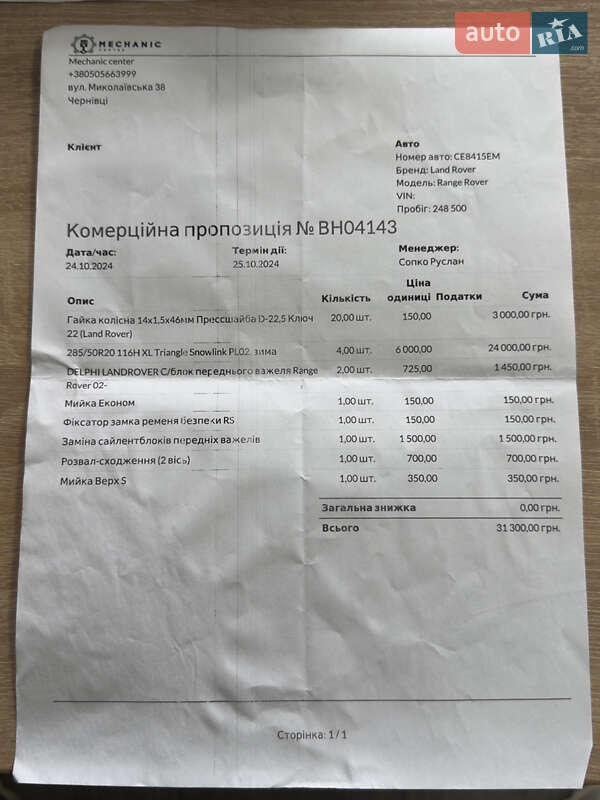 auto RIA .com
MECHANIC
CENTRE
Mechanic center
+380505663999
вул. Миколаївська 38
Чернівці
Клієнт
Авто
Номер авто: CE8415EM
Бренд: Land Rover
Модель: Range Rover
VIN:
Пробіг: 248 500
Комерційна пропозиція № BH04143
Дата/час: Термін дії: Менеджер:
24.10.2024 25.10.2024 Сопко Руслан
Опис Кількість Ціна одиниці Податки Сума
Гайка колісна 14х1,5х46мм Прессшайба D-22,5 Ключ 20,00 шт. 150,00 3 000,00 грн.
22 (Land Rover)
285/50R20 116H XL Triangle Snowlink PL02 зима 4,00 шт. 6 000,00 24 000,00 грн.
DELPHI LANDROVER С/блок переднього важеля Range 2,00 шт. 725,00 1 450,00 грн.
Rover 02-
Мийка Економ 1,00 шт. 150,00 150,00 грн.
Фіксатор замка ременя безпеки RS 1,00 шт. 150,00 150,00 грн.
Заміна сайлентблоків передніх важелів 1,00 шт. 1 500,00 1 500,00 грн.
Розвал-сходження (2 вісь) 1,00 шт. 700,00 700,00 грн.
Мийка Верх S 1,00 шт. 350,00 350,00 грн.
Загальна знижка 0,00 грн.
Всього 31 300,00 грн.
Сторінка: 1 / 1